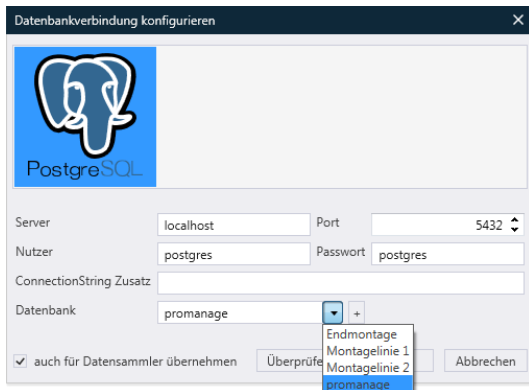 Datenbankverbindung konfigurieren
PostgreSQL
Server localhost Port 5432
Nutzer postgres Passwort postgres
ConnectionString Zusatz
Datenbank promanage +
Endmontage
Montagelinie 1
Montagelinie 2
promanage
auch für Datensammler übernehmen Abbrechen